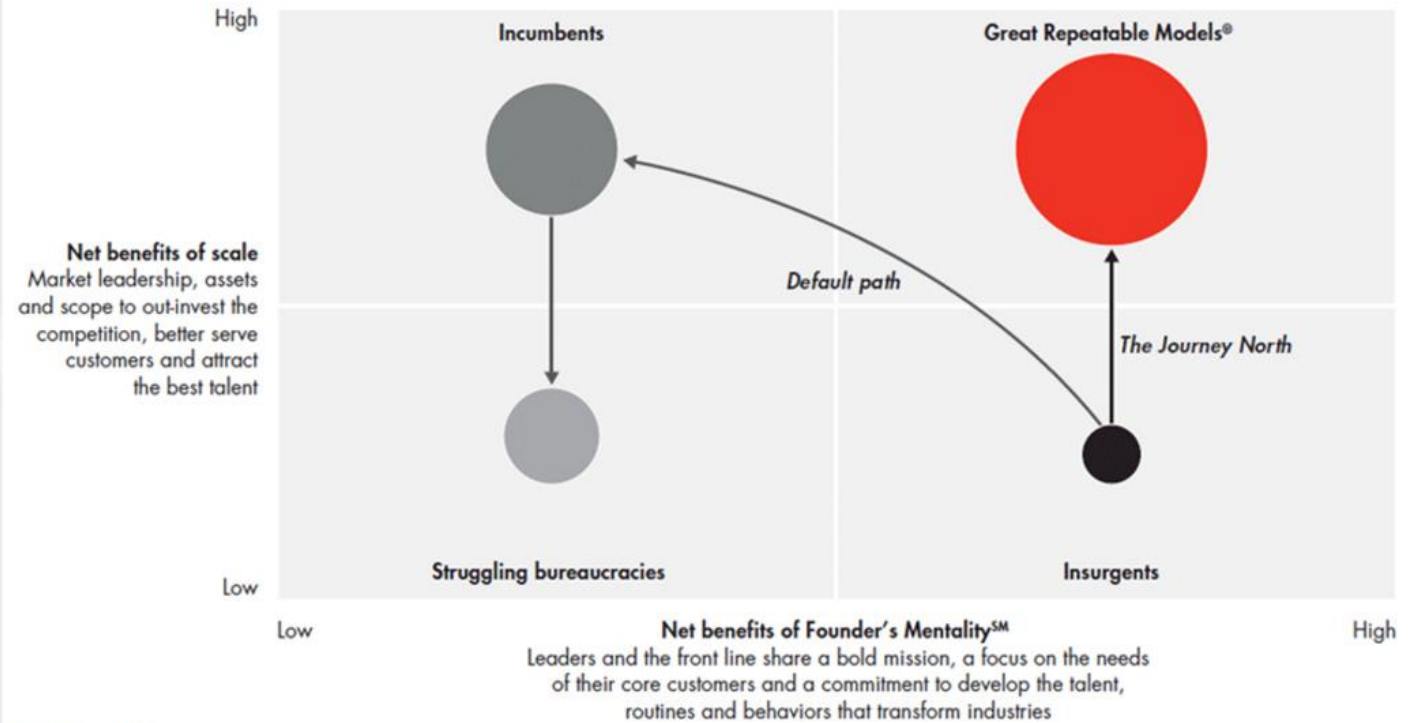 High
Incumbents
Great Repeatable Models®
Net benefits of scale
Market leadership, assets
and scope to out-invest the
competition, better serve
customers and attract
the best talent
Default path
The Journey North
Struggling bureaucracies
Insurgents
Low
Low
Net benefits of Founder's Mentality℠
High
Leaders and the front line share a bold mission, a focus on the needs
of their core customers and a commitment to develop the talent,
routines and behaviors that transform industries